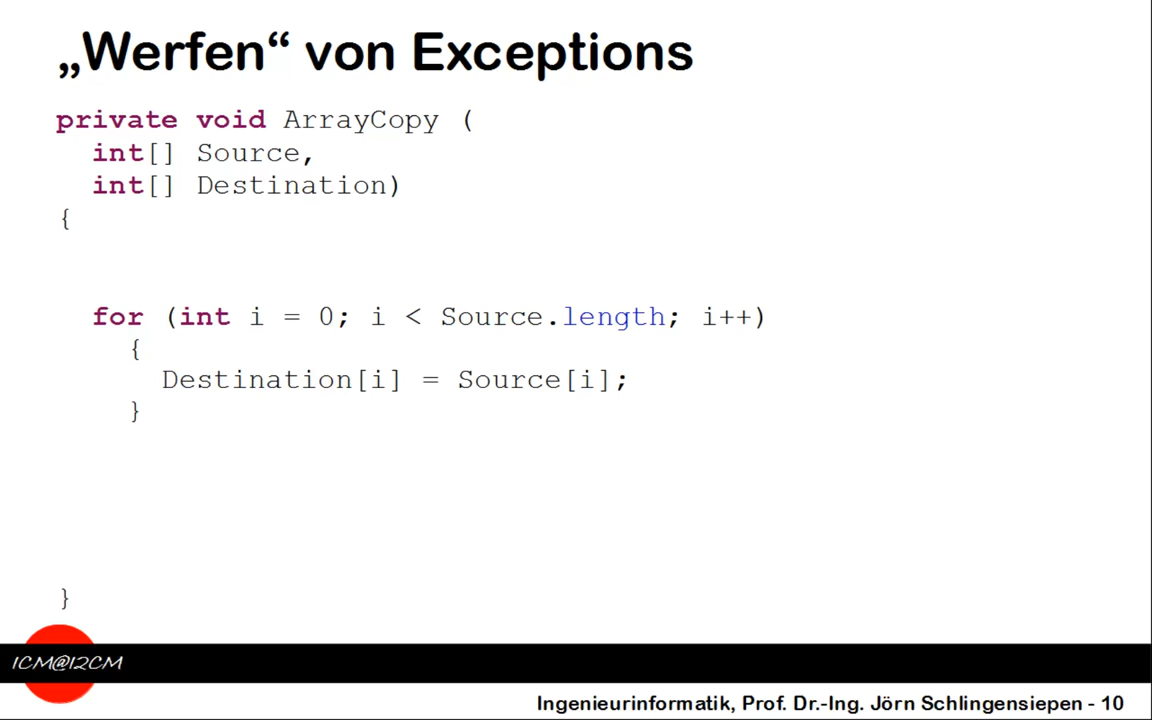 „Werfen“ von Exceptions
private void ArrayCopy (
int[] Source,
int[] Destination)
{
for (int i = 0; i < Source.length; i++)
{
Destination[i] = Source[i];
}
}
ICM@I2CM
Ingenieurinformatik, Prof. Dr.-Ing. Jörn Schlingensiepen - 10